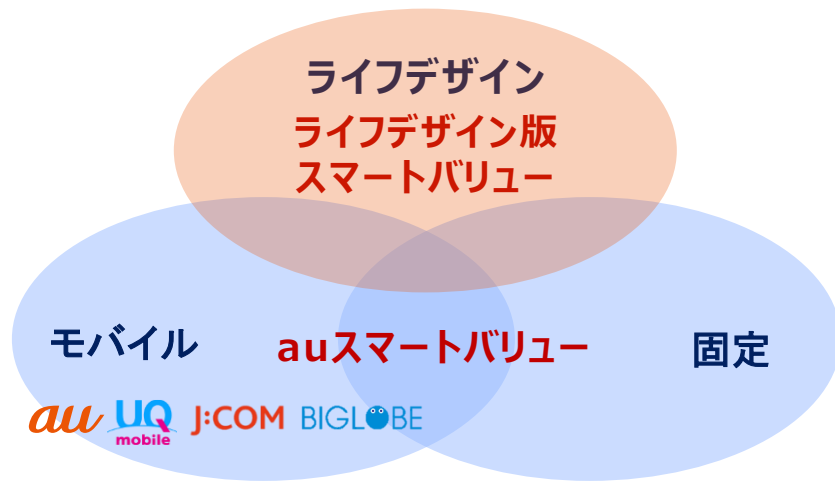 ライフデザイン
ライフデザイン版
スマートバリュー
モバイル
auスマートバリュー
固定
au UQ mobile J:COM BIGLOBE